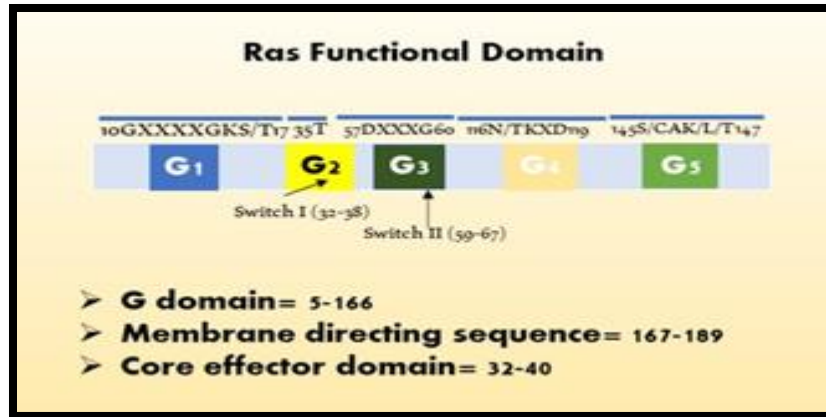 Ras Functional Domain
10GXXXXGKS/T17 35T 57DXXXG60 116N/TKXD119 145S/CAK/L/T147
G1 G2 G3 G4 G5
Switch I (32-38)
Switch II (59-67)
➢ G domain= 5-166
➢ Membrane directing sequence= 167-189
➢ Core effector domain= 32-40